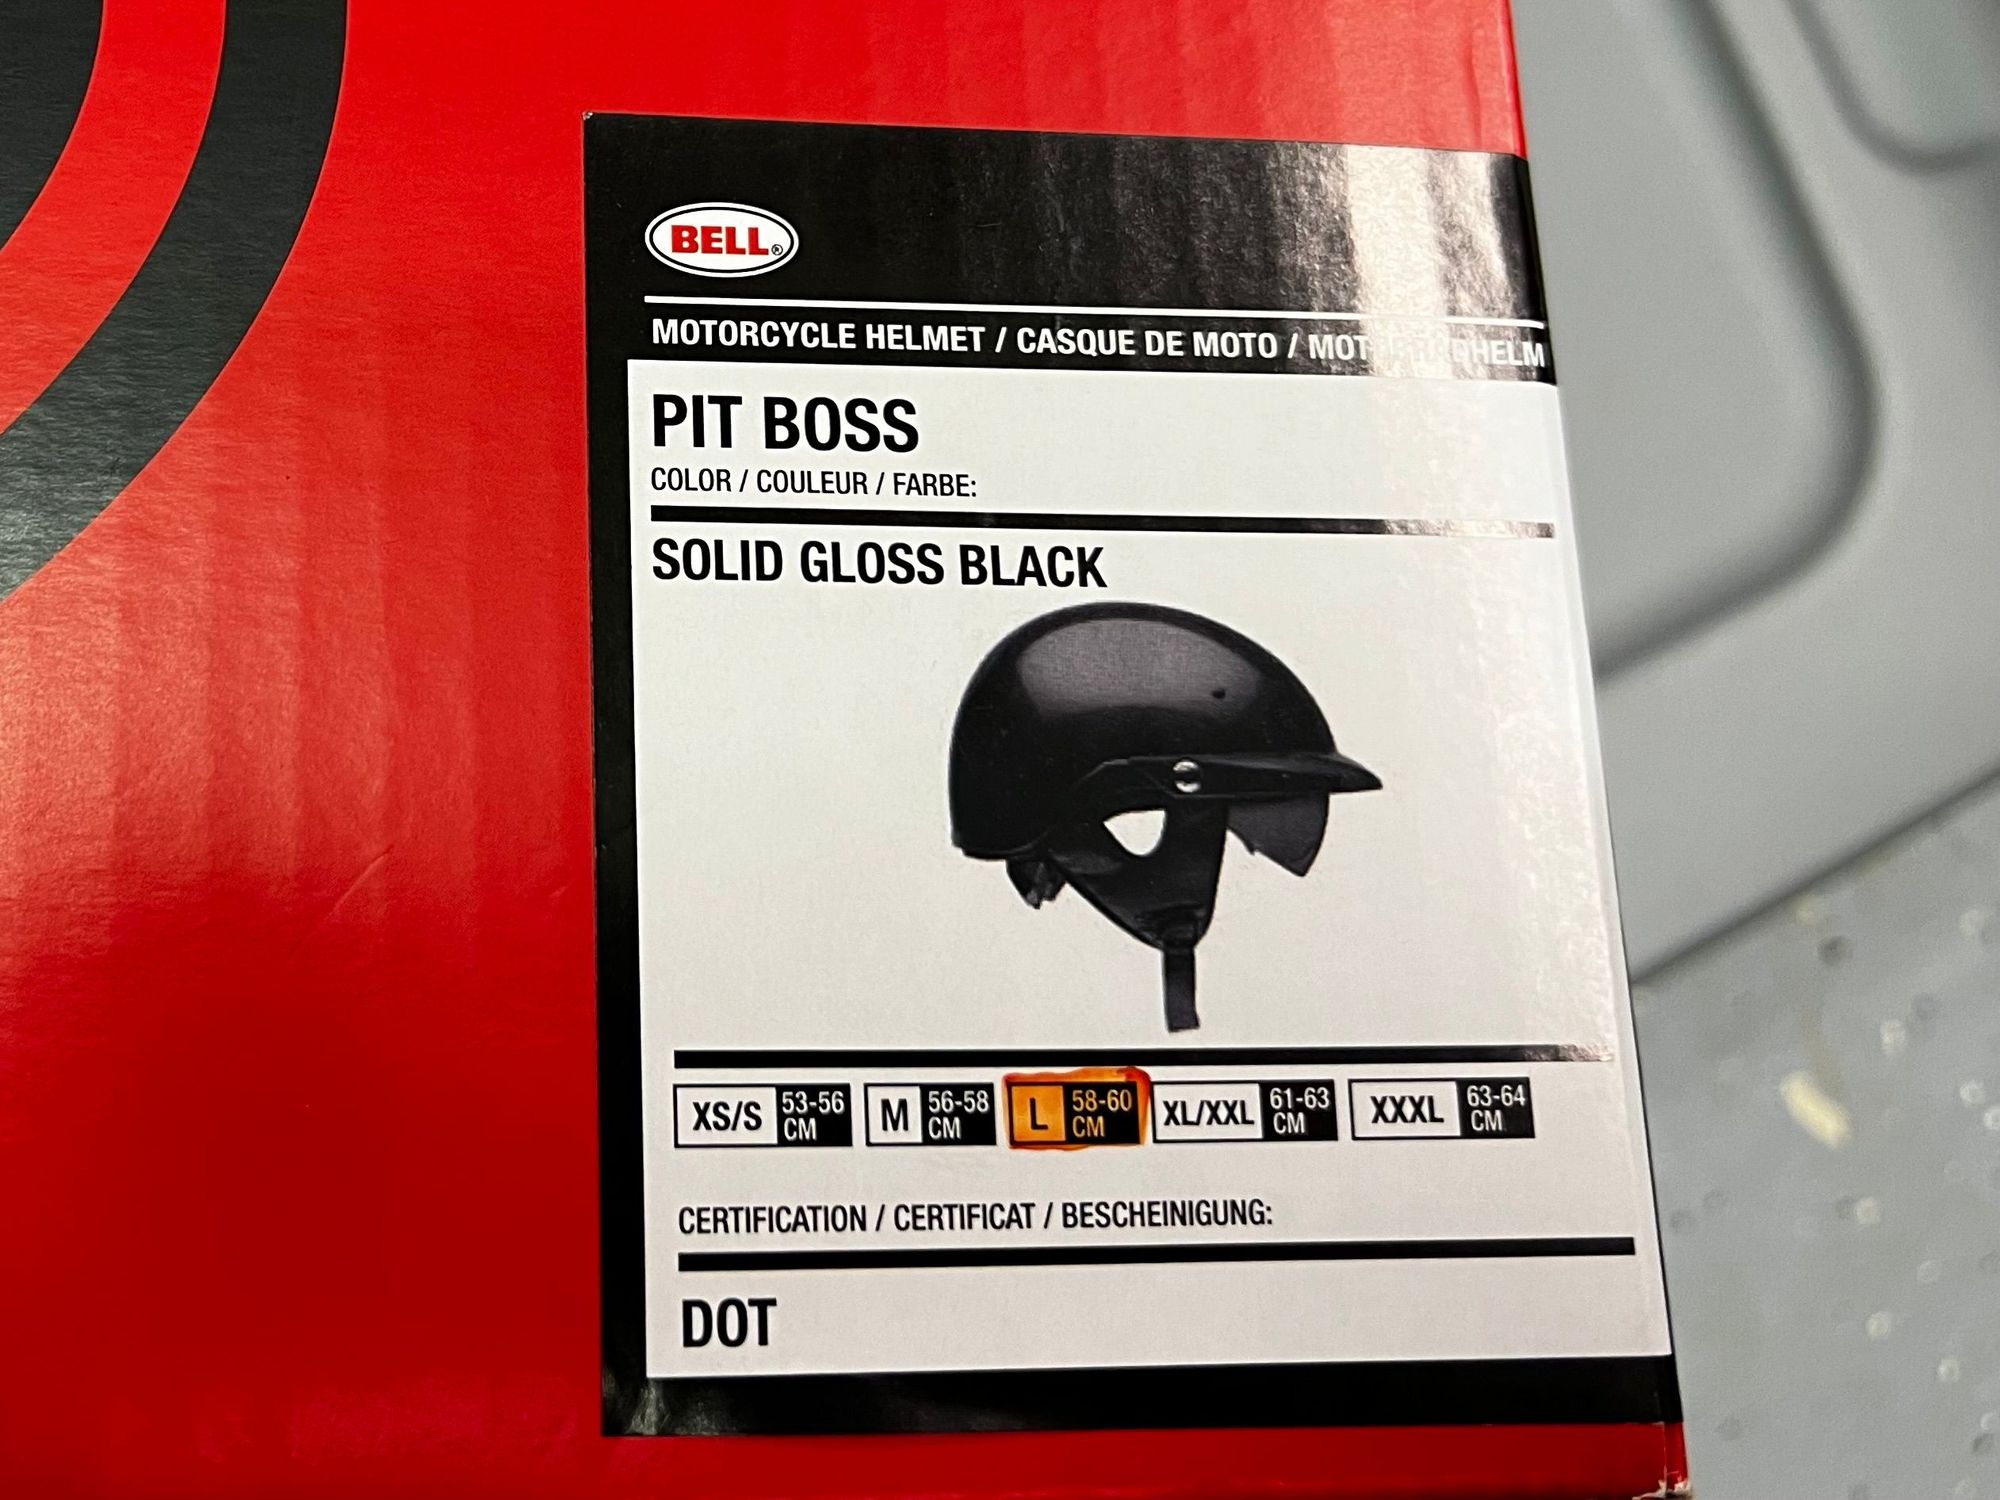 BELL®
MOTORCYCLE HELMET / CASQUE DE MOTO /
PIT BOSS
COLOR / COULEUR / FARBE:
SOLID GLOSS BLACK
XS/S 53-56 CM M 56-58 CM L 58-60 CM XL/XXL 61-63 CM XXXL 63-64 CM
CERTIFICATION / CERTIFICAT / BESCHEINIGUNG:
DOT